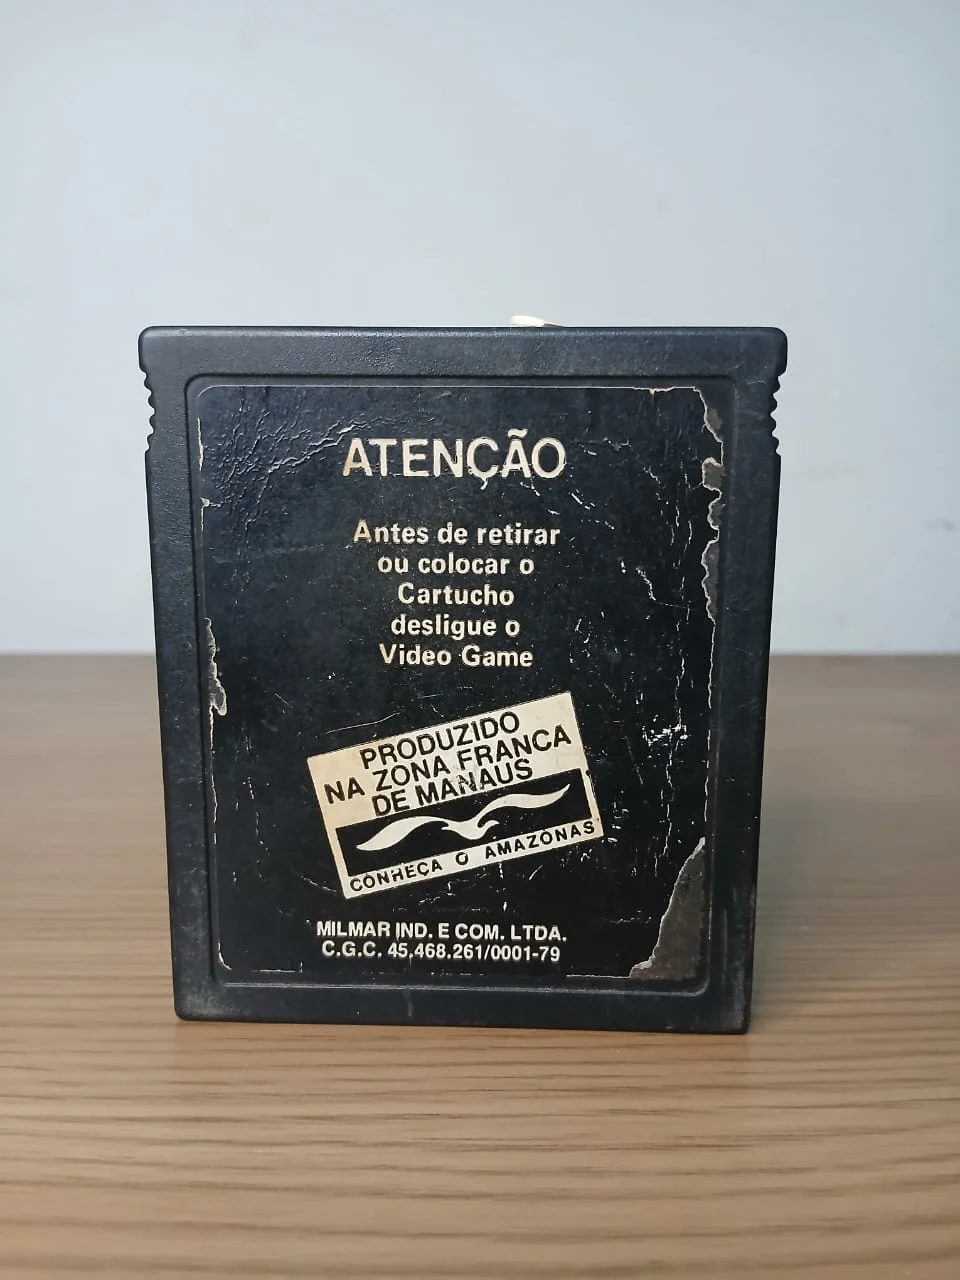 ATENÇÃO
Antes de retirar
ou colocar o
Cartucho
desligue o
Video Game
PRODUZIDO
NA ZONA FRANCA
DE MANAUS
CONHEÇA O AMAZONAS
MILMAR IND. E COM. LTDA.
C.G.C. 45.468.261/0001-79